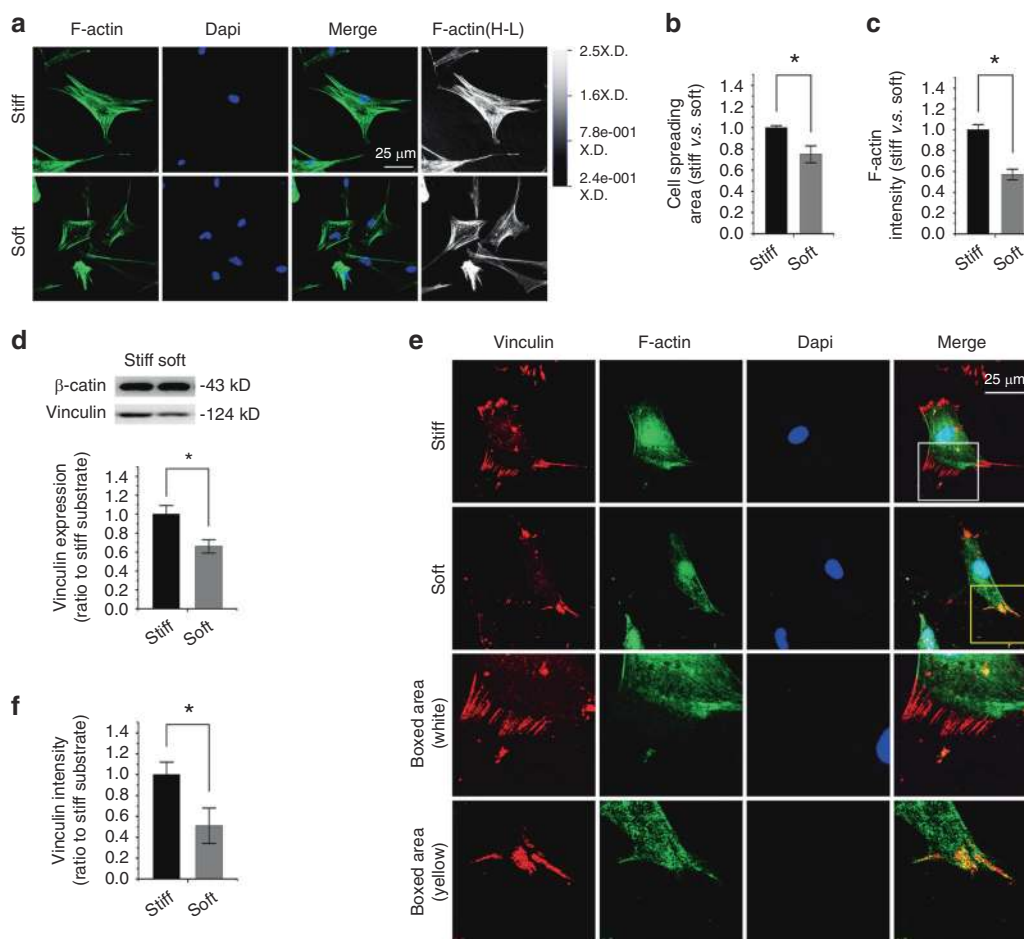 a
F-actin Dapi Merge F-actin(H-L)
Stiff
Soft
25 µm
2.5X.D.
1.6X.D.
7.8e-001
X.D.
2.4e-001
X.D.
b
*
Cell spreading
area (stiff v.s. soft)
1.4
1.2
1.0
0.8
0.6
0.4
0.2
0.0
Stiff Soft
c
*
F-actin
intensity (stiff v.s. soft)
1.4
1.2
1.0
0.8
0.6
0.4
0.2
0.0
Stiff Soft
d
Stiff soft
β-catin -43 kD
Vinculin -124 kD
*
Vinculin expression
(ratio to stiff substrate)
1.4
1.2
1.0
0.8
0.6
0.4
0.2
0.0
Stiff Soft
e
Vinculin F-actin Dapi Merge
25 µm
Stiff
Soft
Boxed area
(white)
Boxed area
(yellow)
f
*
Vinculin intensity
(ratio to stiff substrate)
1.4
1.2
1.0
0.8
0.6
0.4
0.2
0.0
Stiff Soft